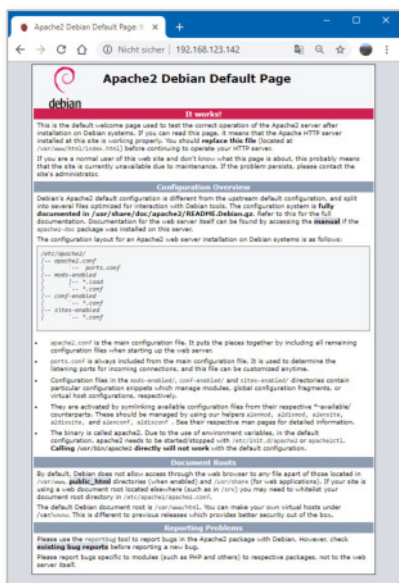 Apache2 Debian Default Page: It
Nicht sicher | 192.168.123.142
debian
Apache2 Debian Default Page
It works!
This is the default welcome page used to test the correct operation of the Apache2 server after
installation on Debian systems. If you can read this page, it means that the Apache HTTP server
installed at this site is working properly. You should replace this file (located at
/var/www/html/index.html) before continuing to operate your HTTP server.
If you are a normal user of this web site and don't know what this page is about, this probably means
that the site is currently unavailable due to maintenance. If the problem persists, please contact the
site's administrator.
Configuration Overview
Debian's Apache2 default configuration is different from the upstream default configuration, and split
into several files optimized for interaction with Debian tools. The configuration system is fully
documented in /usr/share/doc/apache2/README.Debian.gz. Refer to this for the full
documentation. Documentation for the web server itself can be found by accessing the manual if the
apache2-doc package was installed on this server.
The configuration layout for an Apache2 web server installation on Debian systems is as follows:
/etc/apache2/
|-- apache2.conf
|   `-- ports.conf
|-- mods-enabled
|   |-- *.load
|   `-- *.conf
|-- conf-enabled
|   `-- *.conf
|-- sites-enabled
|   `-- *.conf
• apache2.conf is the main configuration file. It puts the pieces together by including all remaining
configuration files when starting up the web server.
• ports.conf is always included from the main configuration file. It is used to determine the
listening ports for incoming connections, and this file can be customized anytime.
• Configuration files in the mods-enabled/, conf-enabled/ and sites-enabled/ directories contain
particular configuration snippets which manage modules, global configuration fragments, or
virtual host configurations, respectively.
• They are activated by symlinking available configuration files from their respective *-available/
counterparts. These should be managed by using our helpers a2enmod, a2dismod, a2ensite,
a2dissite, and a2enconf, a2disconf . See their respective man pages for detailed information.
• The binary is called apache2. Due to the use of environment variables, in the default
configuration, apache2 needs to be started/stopped with /etc/init.d/apache2 or apache2ctl.
Calling /usr/bin/apache2 directly will not work with the default configuration.
Document Roots
By default, Debian does not allow access through the web browser to any file apart of those located in
/var/www, public_html directories (when enabled) and /usr/share (for web applications). If your site is
using a web document root located elsewhere (such as in /srv) you may need to whitelist your
document root directory in /etc/apache2/apache2.conf.
The default Debian document root is /var/www/html. You can make your own virtual hosts under
/var/www. This is different to previous releases which provides better security out of the box.
Reporting Problems
Please use the reportbug tool to report bugs in the Apache2 package with Debian. However, check
existing bug reports before reporting a new bug.
Please report bugs specific to modules (such as PHP and others) to respective packages, not to the web
server itself.